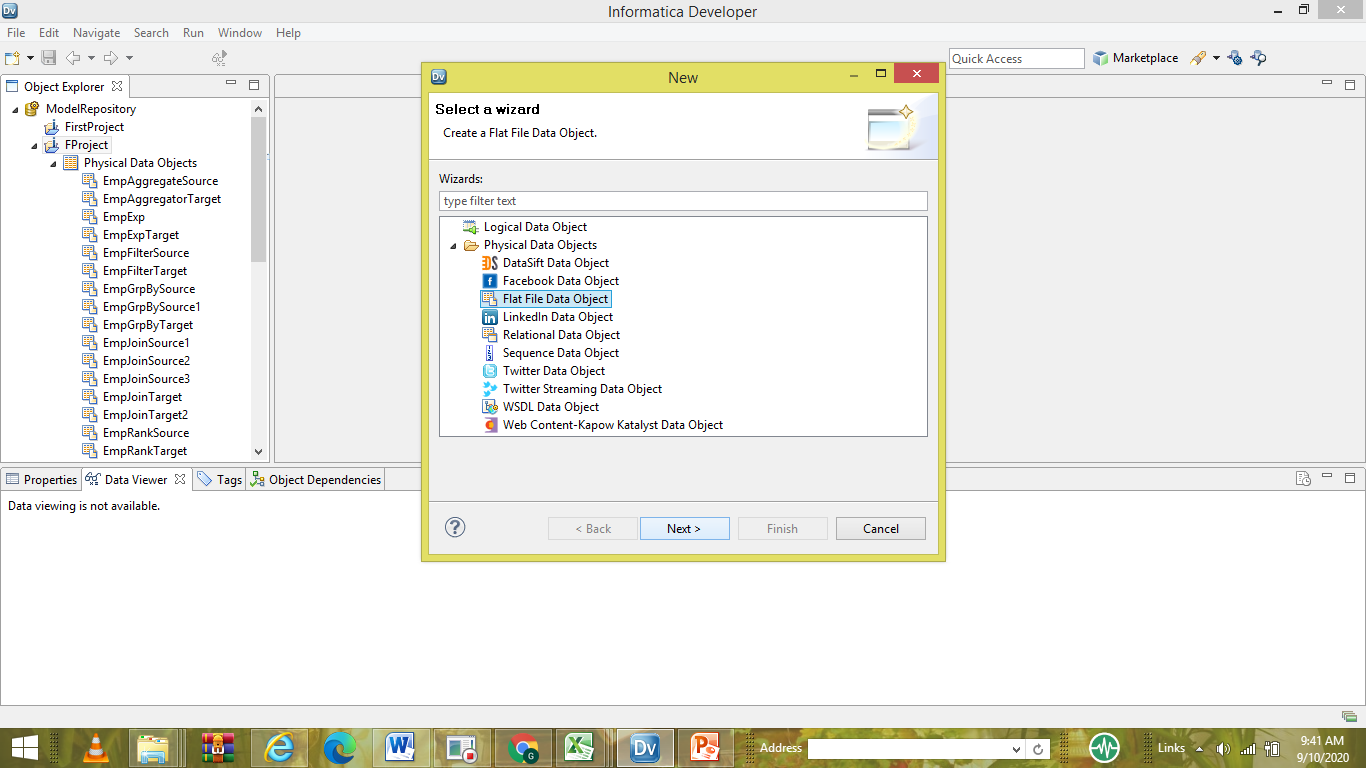 Dv
Informatica Developer
File Edit Navigate Search Run Window Help
Quick Access
Marketplace
Object Explorer
ModelRepository
FirstProject
FProject
Physical Data Objects
EmpAggregateSource
EmpAggregatorTarget
EmpExp
EmpExpTarget
EmpFilterSource
EmpFilterTarget
EmpGrpBySource
EmpGrpBySource1
EmpGrpByTarget
EmpJoinSource1
EmpJoinSource2
EmpJoinSource3
EmpJoinTarget
EmpJoinTarget2
EmpRankSource
EmpRankTarget
Dv
New
Select a wizard
Create a Flat File Data Object.
Wizards:
type filter text
Logical Data Object
Physical Data Objects
DataSift Data Object
Facebook Data Object
Flat File Data Object
LinkedIn Data Object
Relational Data Object
Sequence Data Object
Twitter Data Object
Twitter Streaming Data Object
WSDL Data Object
Web Content-Kapow Katalyst Data Object
< Back Next > Finish Cancel
Properties Data Viewer Tags Object Dependencies
Data viewing is not available.
Dv
Address
Links
9:41 AM
9/10/2020